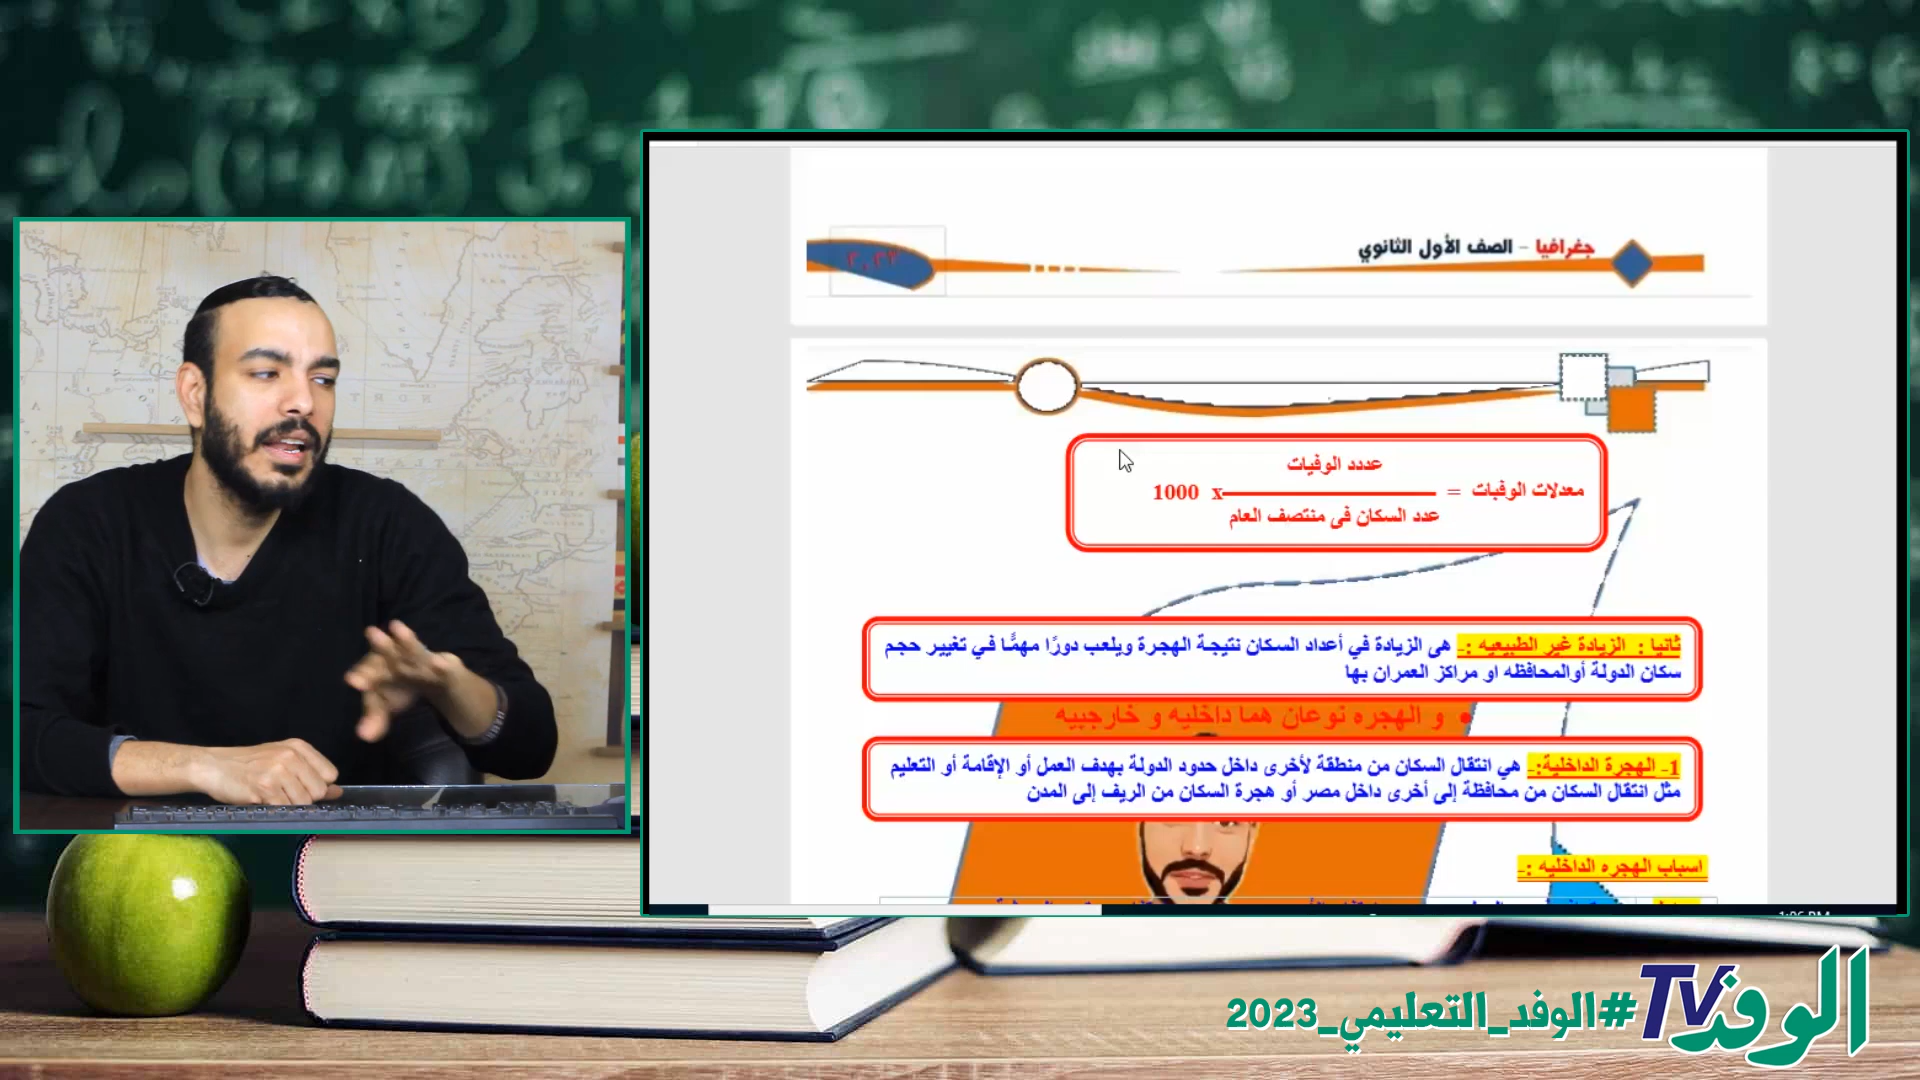 جغرافيا - الصف الأول الثانوي
عددد الوفيات
معدلات الوفيات = ـــــــــــــ x 1000
عدد السكان فى منتصف العام
ثانيا : الزيادة غير الطبيعيه :- هى الزيادة في أعداد السكان نتيجة الهجرة ويلعب دورًا مهمًّا في تغيير حجم
سكان الدولة أوالمحافظه او مراكز العمران بها
• و الهجره نوعان هما داخليه و خارجييه
1- الهجرة الداخلية:- هي انتقال السكان من منطقة لأخرى داخل حدود الدولة بهدف العمل أو الإقامة أو التعليم
مثل انتقال السكان من محافظة إلى أخرى داخل مصر أو هجرة السكان من الريف إلى المدن
اسباب الهجره الداخليه :-
#الوفد_التعليمي_2023
الوفد TV